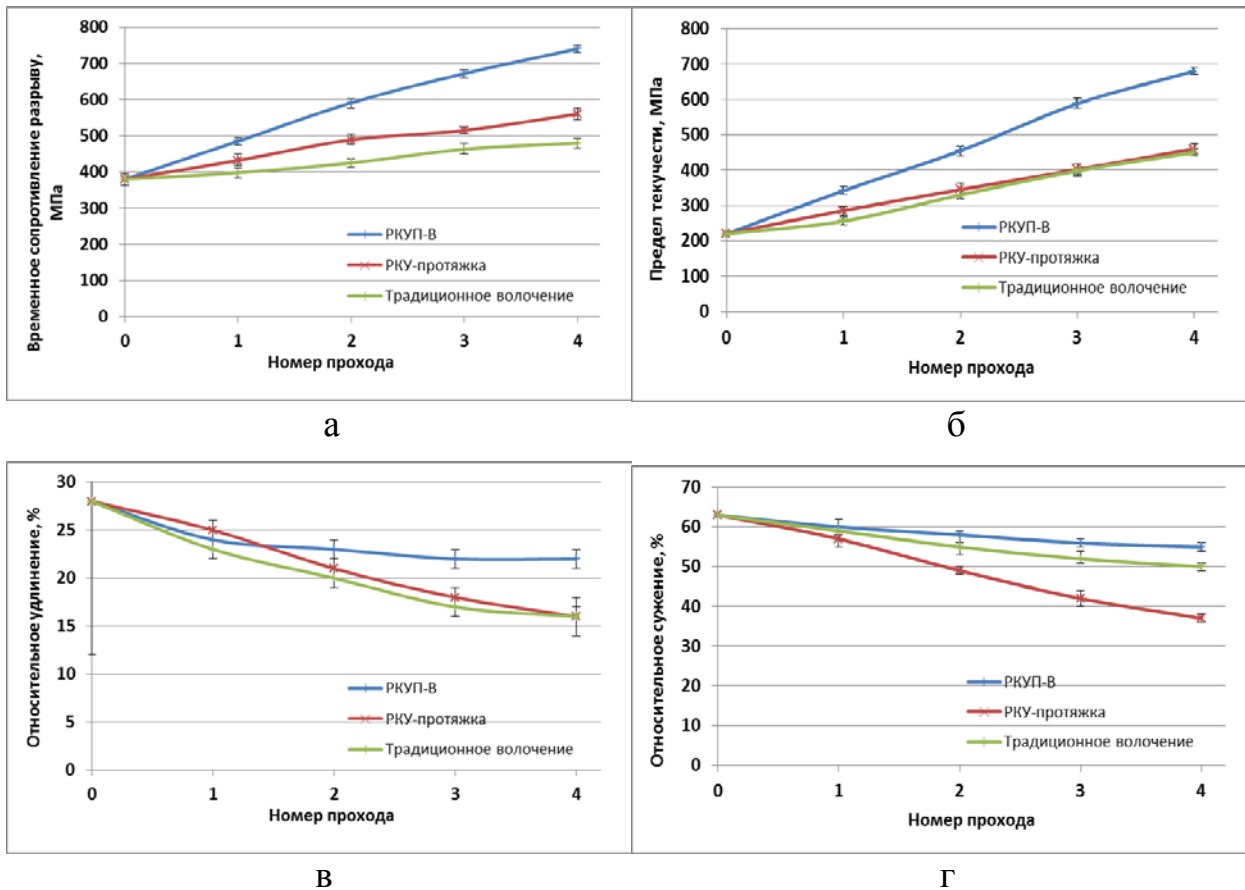 Временное сопротивление разрыву,
МПа
800
700
600
500
400
300
200
100
0
0 1 2 3 4
Номер прохода
РКУП-В
РКУ-протяжка
Традиционное волочение
а
Предел текучести, МПа
800
700
600
500
400
300
200
100
0
0 1 2 3 4
Номер прохода
РКУП-В
РКУ-протяжка
Традиционное волочение
б
Относительное удлинение, %
30
25
20
15
10
5
0
0 1 2 3 4
Номер прохода
РКУП-В
РКУ-протяжка
Традиционное волочение
в
Относительное сужение, %
70
60
50
40
30
20
10
0
0 1 2 3 4
Номер прохода
РКУП-В
РКУ-протяжка
Традиционное волочение
г